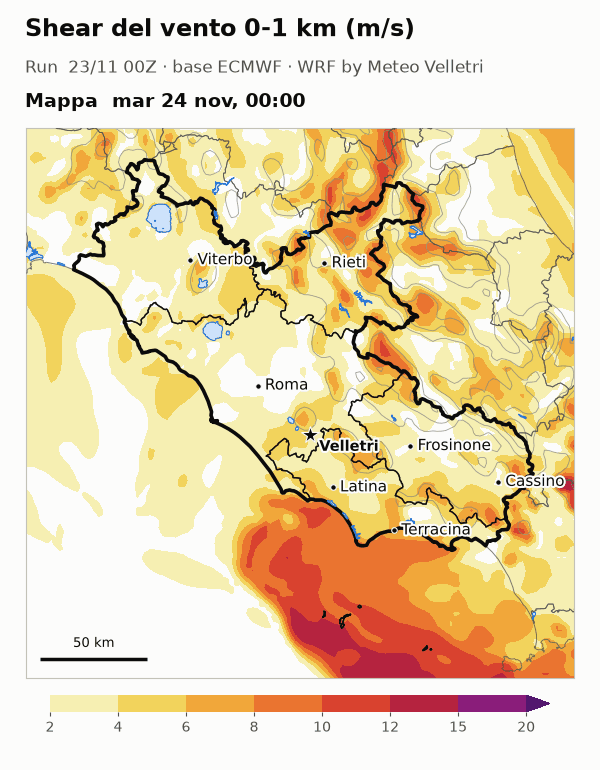 Shear del vento 0-1 km (m/s)
Run  23/11 00Z · base ECMWF · WRF by Meteo Velletri
Mappa  mar 24 nov, 00:00
Viterbo
Rieti
Roma
Velletri
Frosinone
Cassino
Latina
Terracina
50 km
2 4 6 8 10 12 15 20